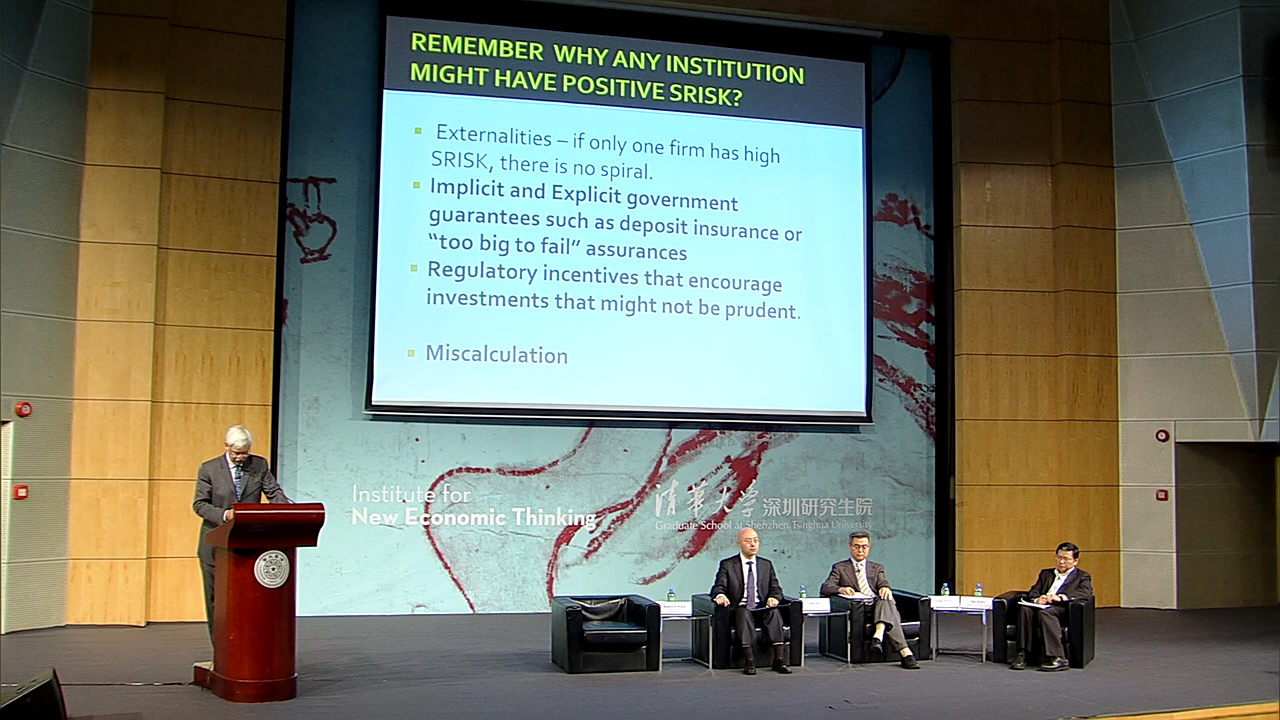 REMEMBER WHY ANY INSTITUTION
MIGHT HAVE POSITIVE SRISK?
Externalities – if only one firm has high
SRISK, there is no spiral.
Implicit and Explicit government
guarantees such as deposit insurance or
“too big to fail” assurances
Regulatory incentives that encourage
investments that might not be prudent.
Miscalculation
Institute for
New Economic Thinking
清华大学 深圳研究生院
Graduate School at Shenzhen, Tsinghua University